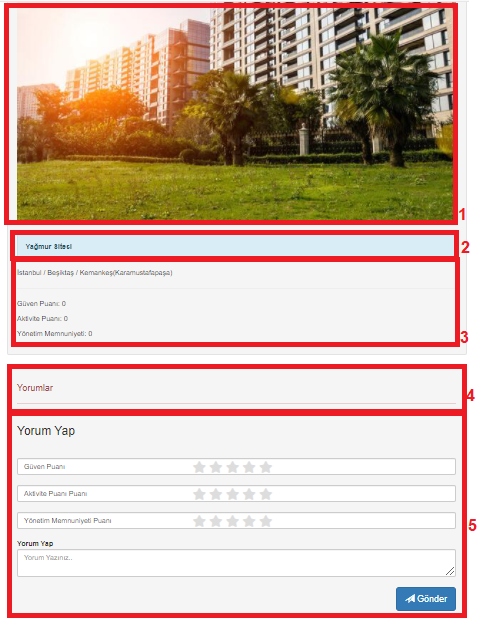 1
Yağmur Sitesi
2
İstanbul / Beşiktaş / Kemankeş(Karamustafapaşa)
Güven Puanı: 0
Aktivite Puanı: 0
Yönetim Memnuniyeti: 0
3
Yorumlar
4
Yorum Yap
Güven Puanı
Aktivite Puanı Puanı
Yönetim Memnuniyeti Puanı
5
Yorum Yap
Yorum Yazınız..
Gönder